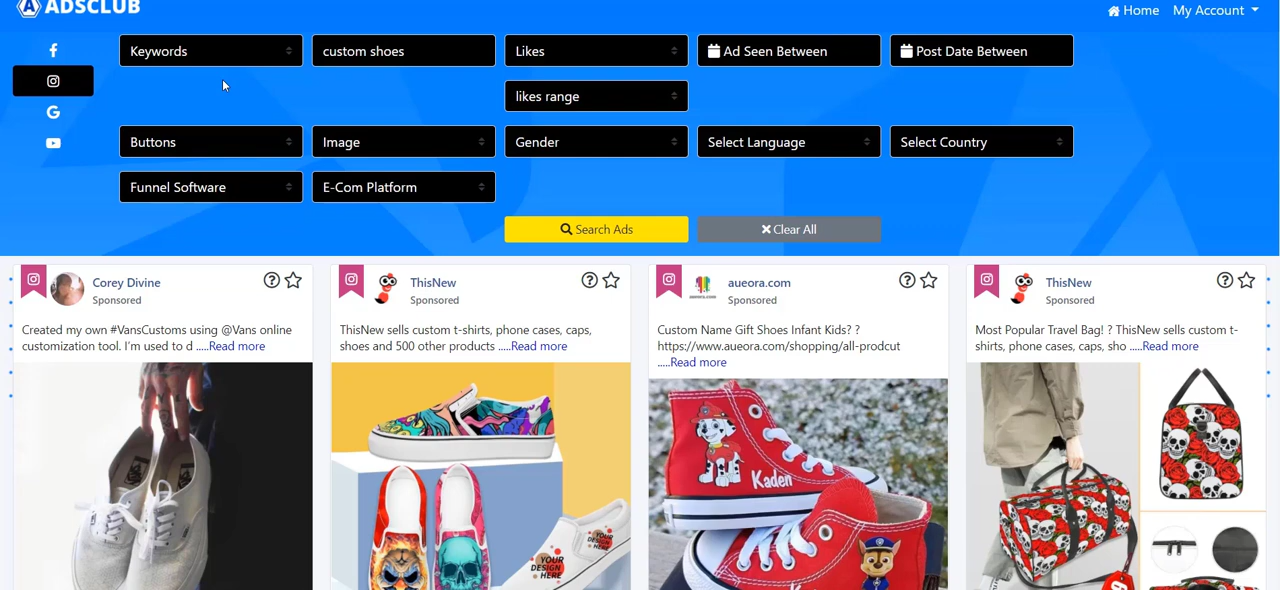 ADSCLUB
Home My Account
Keywords custom shoes Likes Ad Seen Between Post Date Between
likes range
Buttons Image Gender Select Language Select Country
Funnel Software E-Com Platform
Search Ads Clear All
Corey Divine
Sponsored
Created my own #VansCustoms using @Vans online
customization tool. I'm used to d .....Read more
ThisNew
Sponsored
ThisNew sells custom t-shirts, phone cases, caps,
shoes and 500 other products .....Read more
YOUR
DESIGN
HERE
YOUR
DESIGN
HERE
aueora.com
Sponsored
Custom Name Gift Shoes Infant Kids? ?
https://www.aueora.com/shopping/all-prodcut
.....Read more
Kaden
ThisNew
Sponsored
Most Popular Travel Bag! ? ThisNew sells custom t-
shirts, phone cases, caps, sho .....Read more